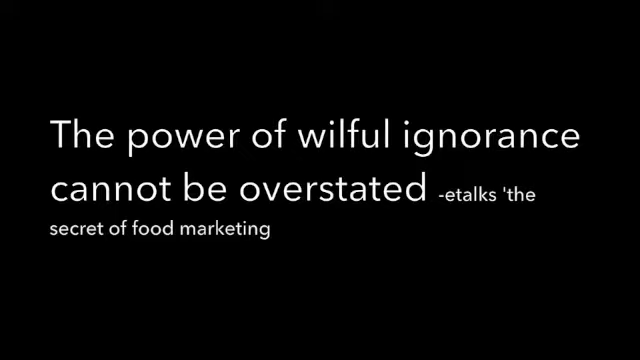 The power of wilful ignorance
cannot be overstated -etalks 'the
secret of food marketing